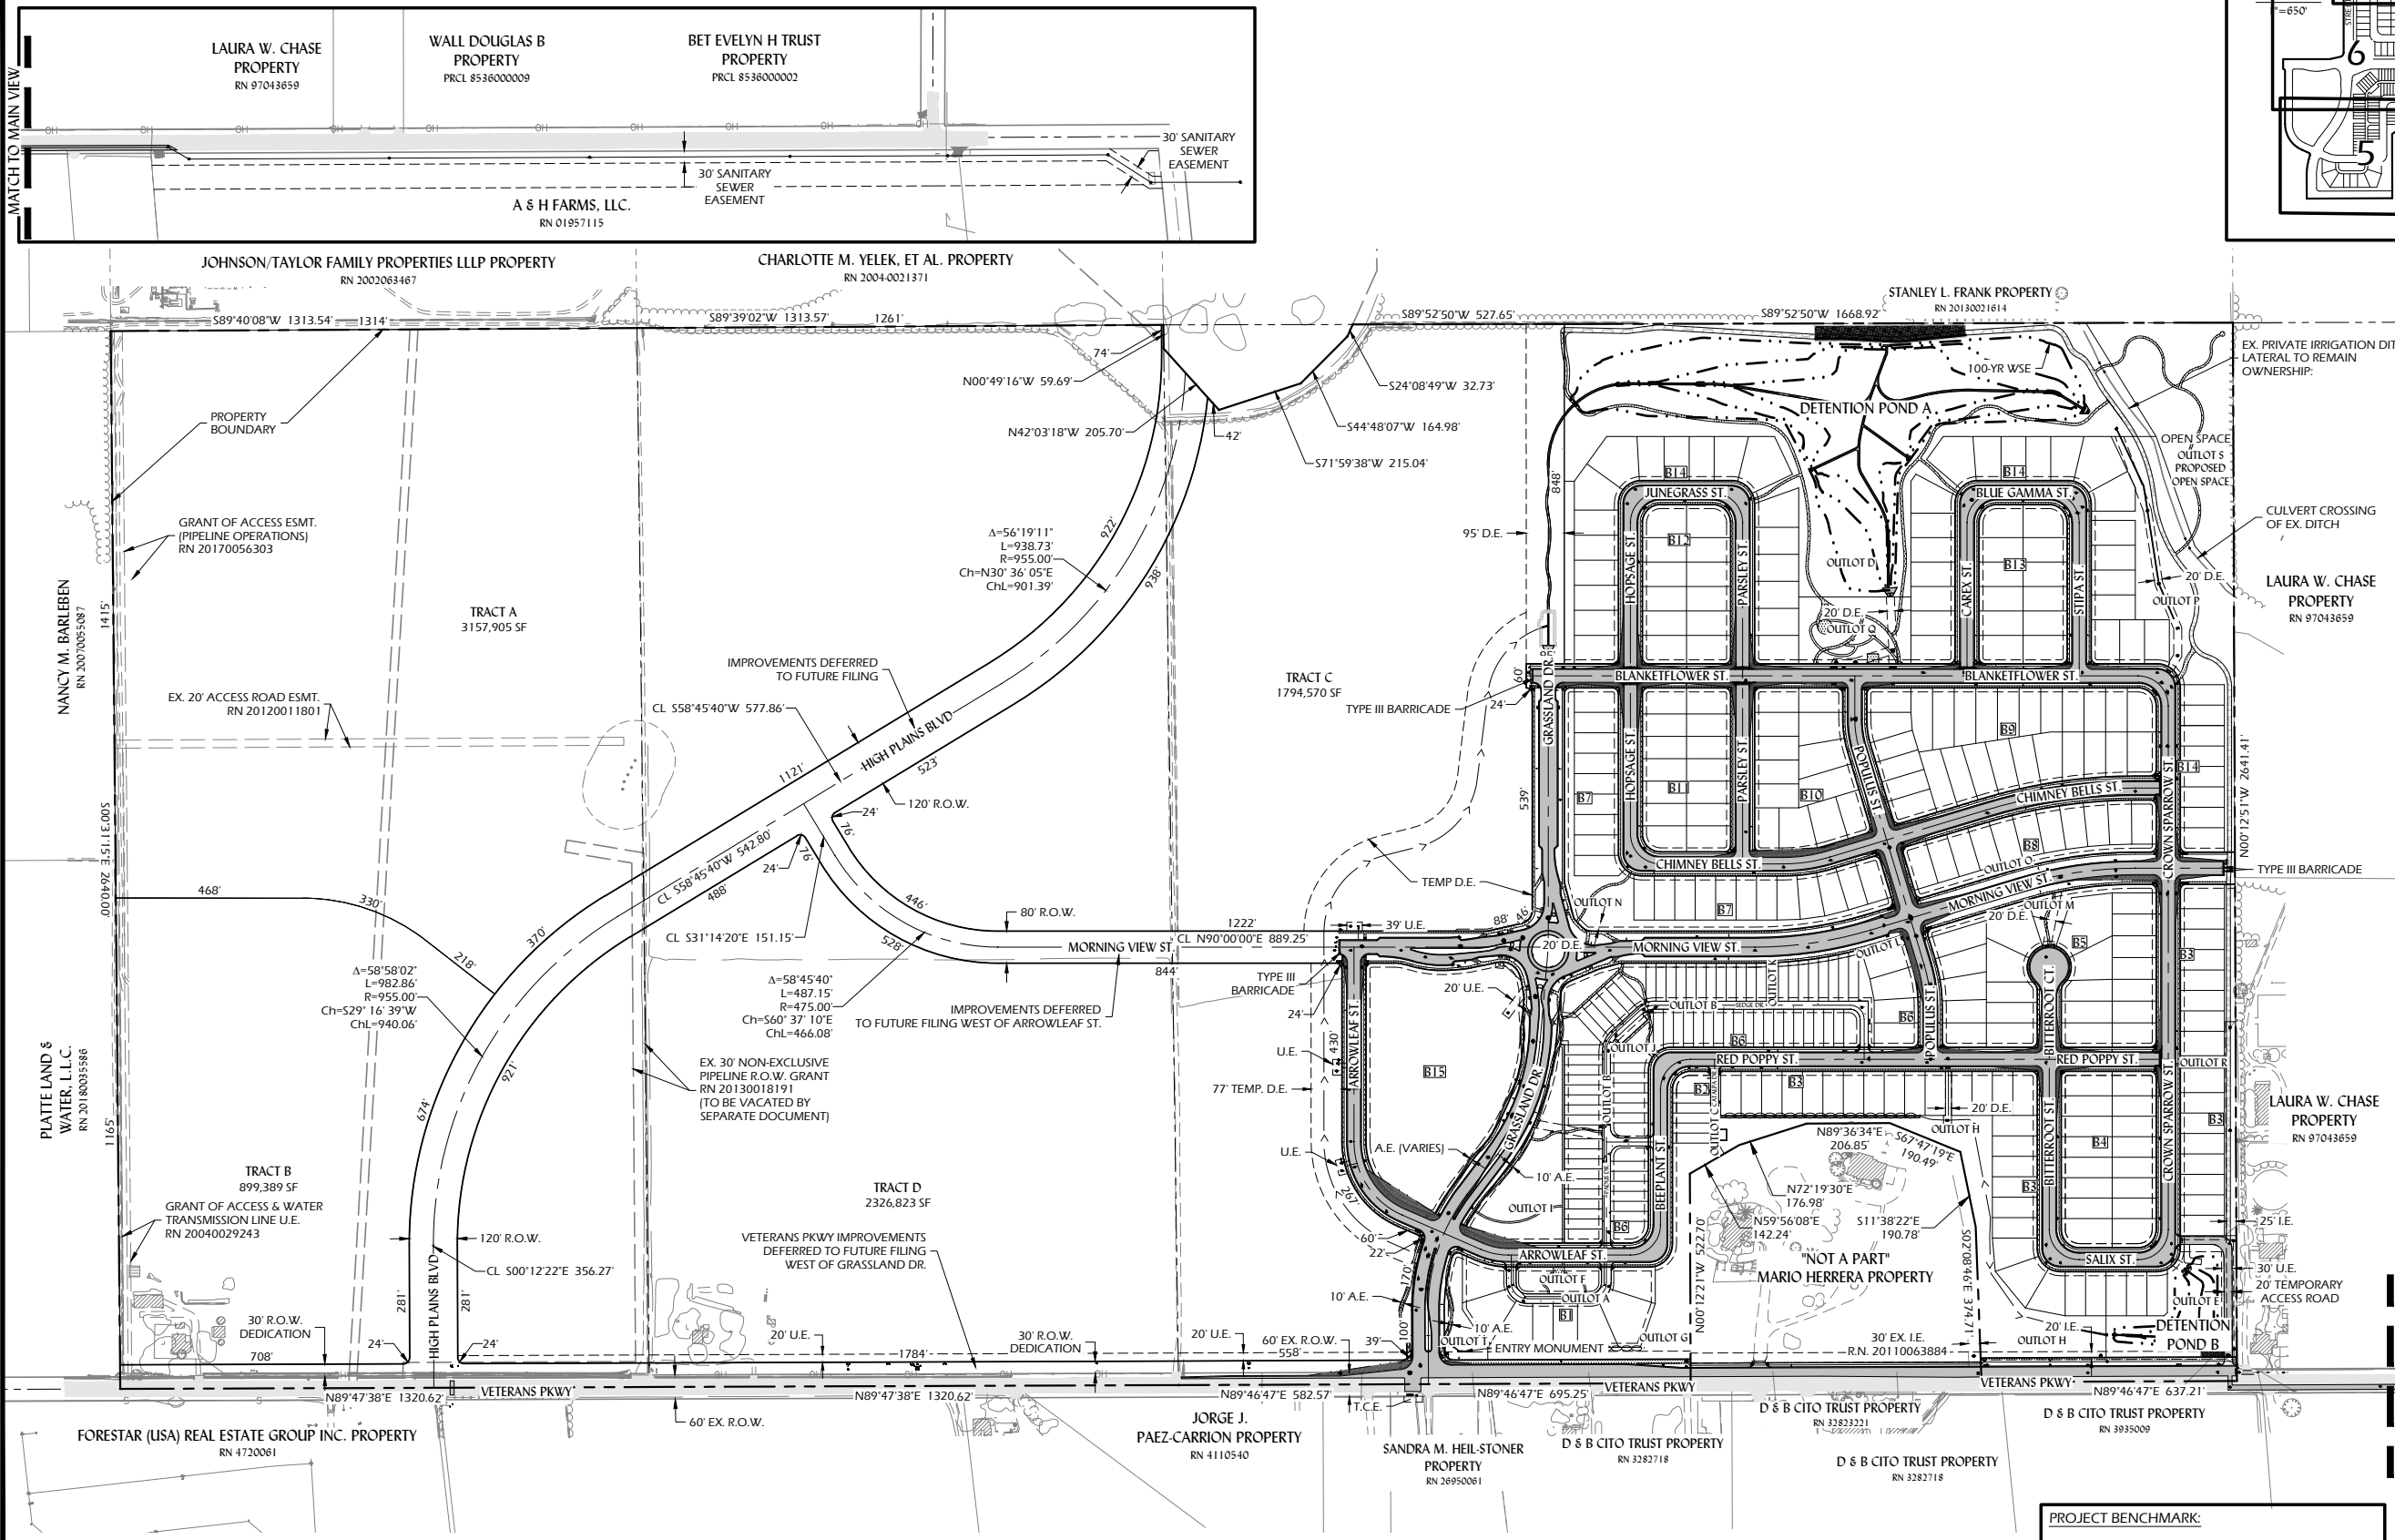 LAURA W. CHASE
PROPERTY
RN 97043659
WALL DOUGLAS B
PROPERTY
PRCL 8536000009
BET EVELYN H TRUST
PROPERTY
PRCL 8536000002
MATCH TO MAIN VIEW
OH OH OH OH OH OH OH OH OH OH
30' SANITARY
SEWER
EASEMENT
30' SANITARY
SEWER
EASEMENT
A & H FARMS, LLC.
RN 01957115
1"=650'
6
5
JOHNSON/TAYLOR FAMILY PROPERTIES LLLP PROPERTY
RN 2002063467
CHARLOTTE M. YELEK, ET AL. PROPERTY
RN 2004-0021371
STANLEY L. FRANK PROPERTY
RN 20130021614
S89°40'08"W 1313.54'
1314'
S89°39'02"W 1313.57'
1261'
S89°52'50"W 527.65'
S89°52'50"W 1668.92'
74'
N00°49'16"W 59.69'
N42°03'18"W 205.70'
42'
S24°08'49"W 32.73'
S44°48'07"W 164.98'
S71°59'38"W 215.04'
100-YR WSE
DETENTION POND A
EX. PRIVATE IRRIGATION DIT
LATERAL TO REMAIN
OWNERSHIP:
OPEN SPACE
OUTLOT S
PROPOSED
OPEN SPACE
CULVERT CROSSING
OF EX. DITCH
PROPERTY
BOUNDARY
GRANT OF ACCESS ESMT.
(PIPELINE OPERATIONS)
RN 20170056303
NANCY M. BARLEBEN
RN 20070055087
1415'
S00°31'15"E 2640.00'
TRACT A
3157,905 SF
EX. 20' ACCESS ROAD ESMT.
RN 20120011801
Δ=56°19'11"
L=938.73'
R=955.00'
Ch=N30° 36' 05"E
ChL=901.39'
922'
938'
IMPROVEMENTS DEFERRED
TO FUTURE FILING
CL S58°45'40"W 577.86'
HIGH PLAINS BLVD
1121'
523'
120' R.O.W.
24'
76'
76'
24'
CL S58°45'40"W 542.80'
488'
446'
528'
80' R.O.W.
CL S31°14'20"E 151.15'
TRACT C
1794,570 SF
95' D.E.
848'
60'
24'
TYPE III BARRICADE
GRASSLAND DR.
539'
TEMP D.E.
B14
JUNEGRASS ST.
B12
HOPSAGE ST.
PARSLEY ST.
OUTLOT D
20' D.E.
OUTLOT Q
B14
BLUE GAMMA ST.
B13
CAREX ST.
STIPA ST.
20' D.E.
OUTLOT P
LAURA W. CHASE
PROPERTY
RN 97043659
BLANKETFLOWER ST.
BLANKETFLOWER ST.
B7
HOPSAGE ST.
B11
PARSLEY ST.
B10
POPULUS ST.
B9
CHIMNEY BELLS ST.
CHIMNEY BELLS ST.
CROWN SPARROW ST.
B14
N00°12'51"W 2641.41'
B8
OUTLOT O
MORNING VIEW ST.
TYPE III BARRICADE
OUTLOT N
B7
OUTLOT M
20' D.E.
468'
330'
218'
370'
Δ=58°58'02"
L=982.86'
R=955.00'
Ch=S29° 16' 39"W
ChL=940.06'
674'
921'
Δ=58°45'40"
L=487.15'
R=475.00'
Ch=S60° 37' 10"E
ChL=466.08'
1222'
MORNING VIEW ST.
CL N90°00'00"E 889.25'
844'
39' U.E.
88'
46'
20' D.E.
MORNING VIEW ST.
TYPE III
BARRICADE
24'
IMPROVEMENTS DEFERRED
TO FUTURE FILING WEST OF ARROWLEAF ST.
20' U.E.
ARROWLEAF ST.
430'
U.E.
77' TEMP. D.E.
B15
OUTLOT B
SEDGE DR.
OUTLOT K
OUTLOT L
B6
B6
OUTLOT J
RED POPPY ST.
RED POPPY ST.
POPULUS ST.
BITTERROOT CT.
B5
B3
OUTLOT R
EX. 30' NON-EXCLUSIVE
PIPELINE R.O.W. GRANT
RN 20130018191
(TO BE VACATED BY
SEPARATE DOCUMENT)
PLATTE LAND &
WATER, L.L.C.
RN 20180035586
1165'
TRACT B
899,389 SF
GRANT OF ACCESS & WATER
TRANSMISSION LINE U.E.
RN 20040029243
TRACT D
2326,823 SF
VETERANS PKWY IMPROVEMENTS
DEFERRED TO FUTURE FILING
WEST OF GRASSLAND DR.
120' R.O.W.
CL S00°12'22"E 356.27'
HIGH PLAINS BLVD
281'
281'
24'
24'
30' R.O.W.
DEDICATION
708'
U.E.
267'
A.E. (VARIES)
GRASSLAND DR.
10' A.E.
OUTLOT I
OUTLOT B
B6
BEEPLANT ST.
B2
OUTLOT C
B3
20' D.E.
OUTLOT H
BITTERROOT ST.
B4
B3
CROWN SPARROW ST.
B3
LAURA W. CHASE
PROPERTY
RN 97043659
N89°36'34"E
206.85'
S67°47'19"E
190.49'
N72°19'30"E
176.98'
N59°56'08"E
142.24'
S11°38'22"E
190.78'
N00°12'21"W 522.70'
S02°08'46"E 374.71'
"NOT A PART"
MARIO HERRERA PROPERTY
60'
22'
170'
ARROWLEAF ST.
OUTLOT F
OUTLOT A
10' A.E.
10' A.E.
100'
B1
OUTLOT T
OUTLOT G
ENTRY MONUMENT
SALIX ST.
25' I.E.
30' U.E.
20' TEMPORARY
ACCESS ROAD
OUTLOT E
20' I.E.
OUTLOT H
DETENTION
POND B
30' EX. I.E.
R.N. 20110063884
20' U.E.
1784'
30' R.O.W.
DEDICATION
20' U.E.
60' EX. R.O.W.
558'
39'
N89°47'38"E 1320.62'
VETERANS PKWY
N89°47'38"E 1320.62'
N89°46'47"E 582.57'
T.C.E.
N89°46'47"E 695.25'
VETERANS PKWY
VETERANS PKWY
N89°46'47"E 637.21'
60' EX. R.O.W.
FORESTAR (USA) REAL ESTATE GROUP INC. PROPERTY
RN 4720061
JORGE J.
PAEZ-CARRION PROPERTY
RN 4110540
SANDRA M. HEIL-STONER
PROPERTY
RN 26950061
D & B CITO TRUST PROPERTY
RN 3282718
D & B CITO TRUST PROPERTY
RN 32823221
D & B CITO TRUST PROPERTY
RN 3282718
D & B CITO TRUST PROPERTY
RN 3935009
PROJECT BENCHMARK: